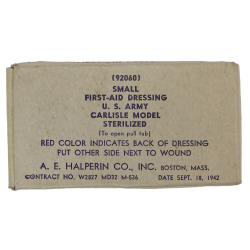 (92060)
SMALL
FIRST-AID DRESSING
U. S. ARMY
CARLISLE MODEL
STERILIZED
(To open pull tab)
RED COLOR INDICATES BACK OF DRESSING
PUT OTHER SIDE NEXT TO WOUND
A. E. HALPERIN CO., INC. BOSTON, MASS.
CONTRACT NO. W2827 MD32 M-536 DATE SEPT. 18, 1942